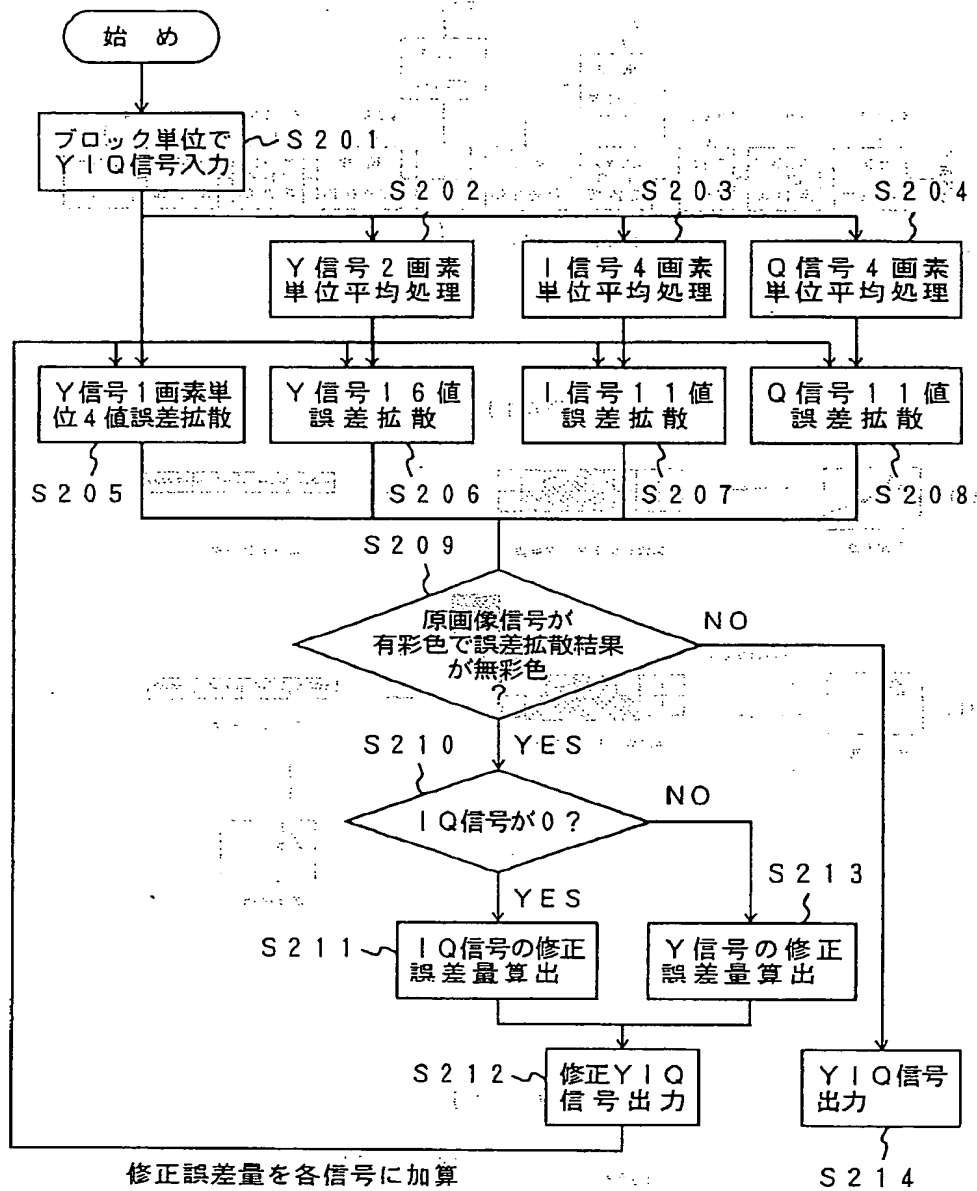 始 め
ブロック単位で
YIQ信号入力
S201
S202
S203
S204
Y信号2画素
単位平均処理
I信号4画素
単位平均処理
Q信号4画素
単位平均処理
Y信号1画素単
位4値誤差拡散
Y信号16値
誤差拡散
I信号11値
誤差拡散
Q信号11値
誤差拡散
S205
S206
S207
S208
S209
原画像信号が
有彩色で誤差拡散結果
が無彩色
?
NO
YES
S210
IQ信号が0?
NO
YES
S213
S211
IQ信号の修正
誤差量算出
Y信号の修正
誤差量算出
S212
修正YIQ
信号出力
YIQ信号
出力
修正誤差量を各信号に加算
S214